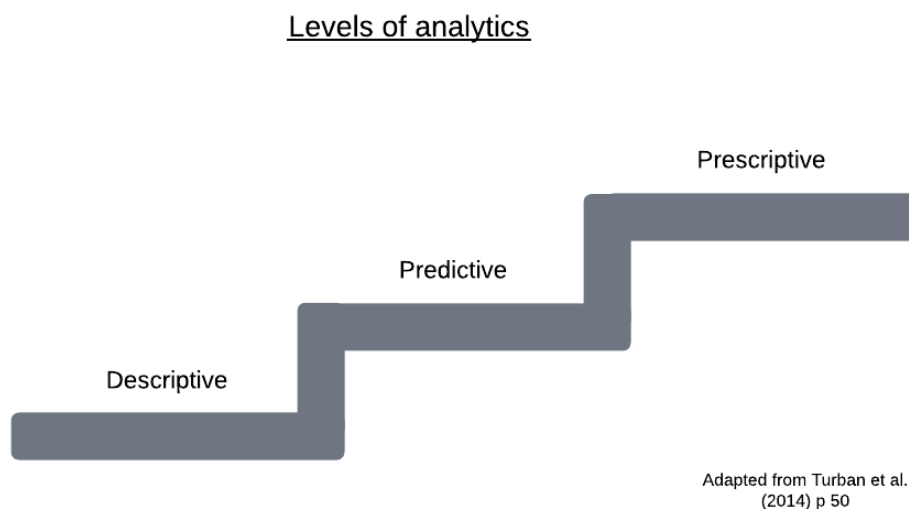 Levels of analytics
Prescriptive
Predictive
Descriptive
Adapted from Turban et al.
(2014) p 50